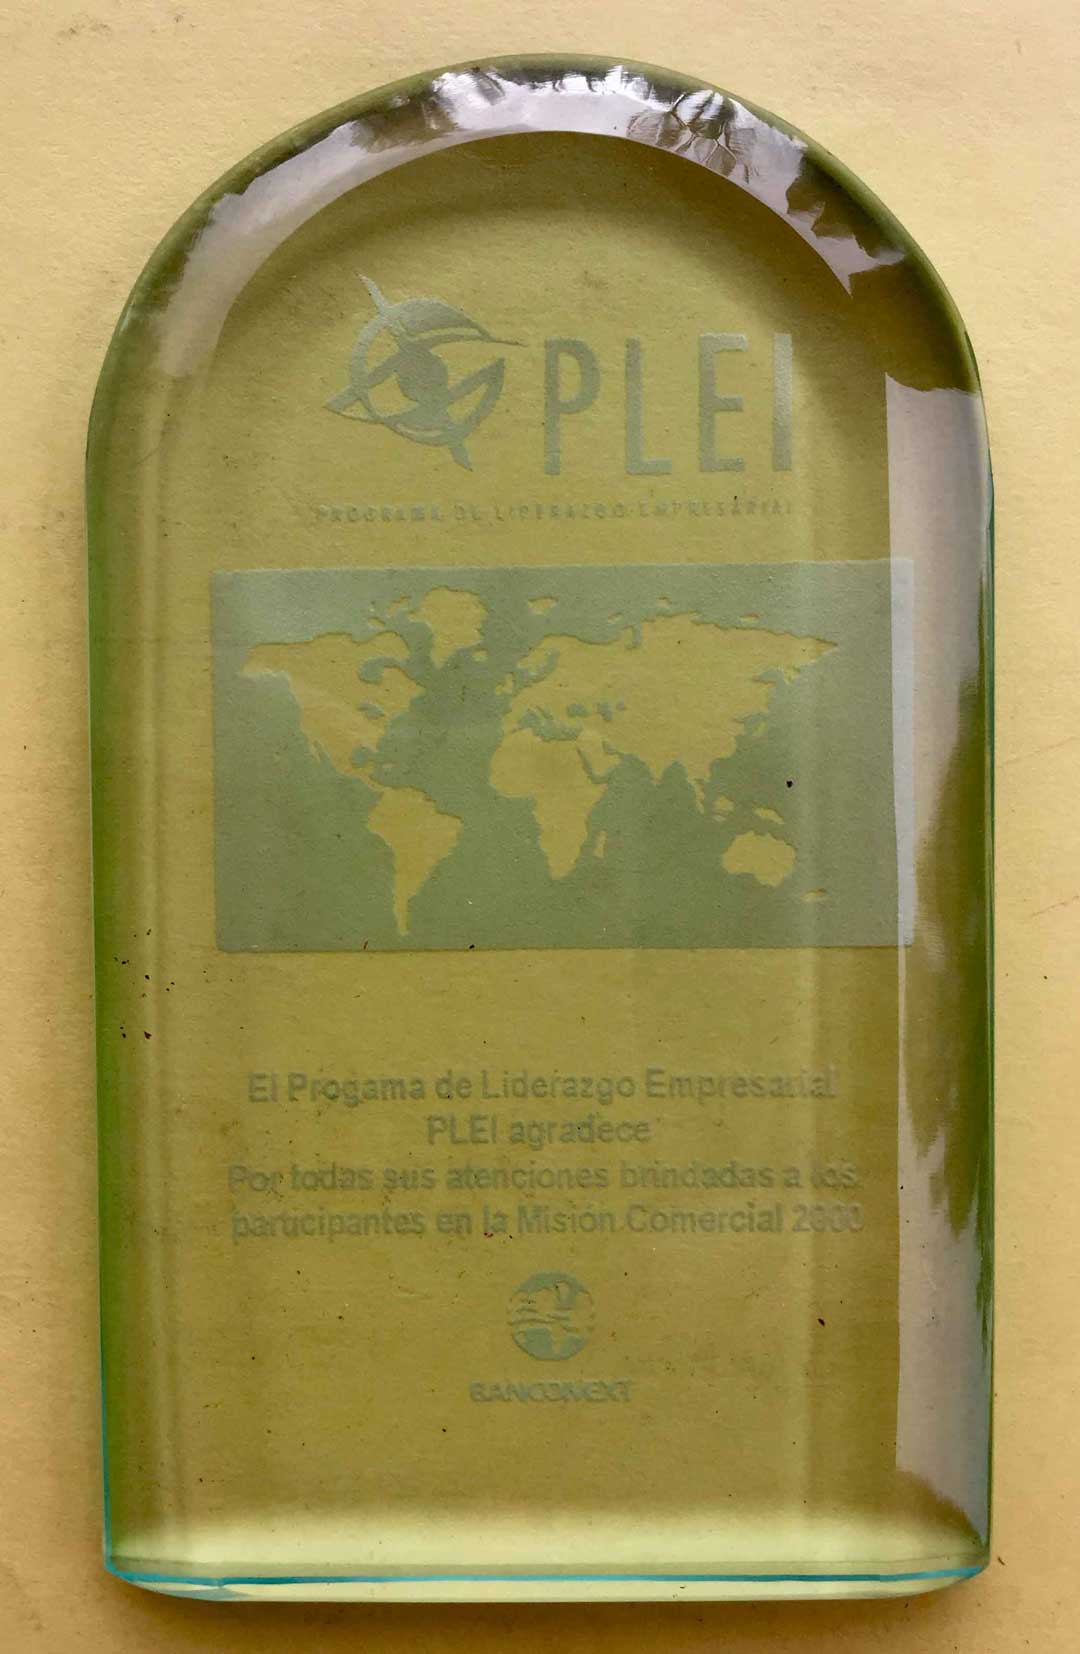 PLEI
PROGRAMA DE LIDERAZGO EMPRESARIAL
El Progama de Liderazgo Empresarial
PLEI agradece
Por todas sus atenciones brindadas a los
participantes en la Misión Comercial 2000
BANCOMEXT